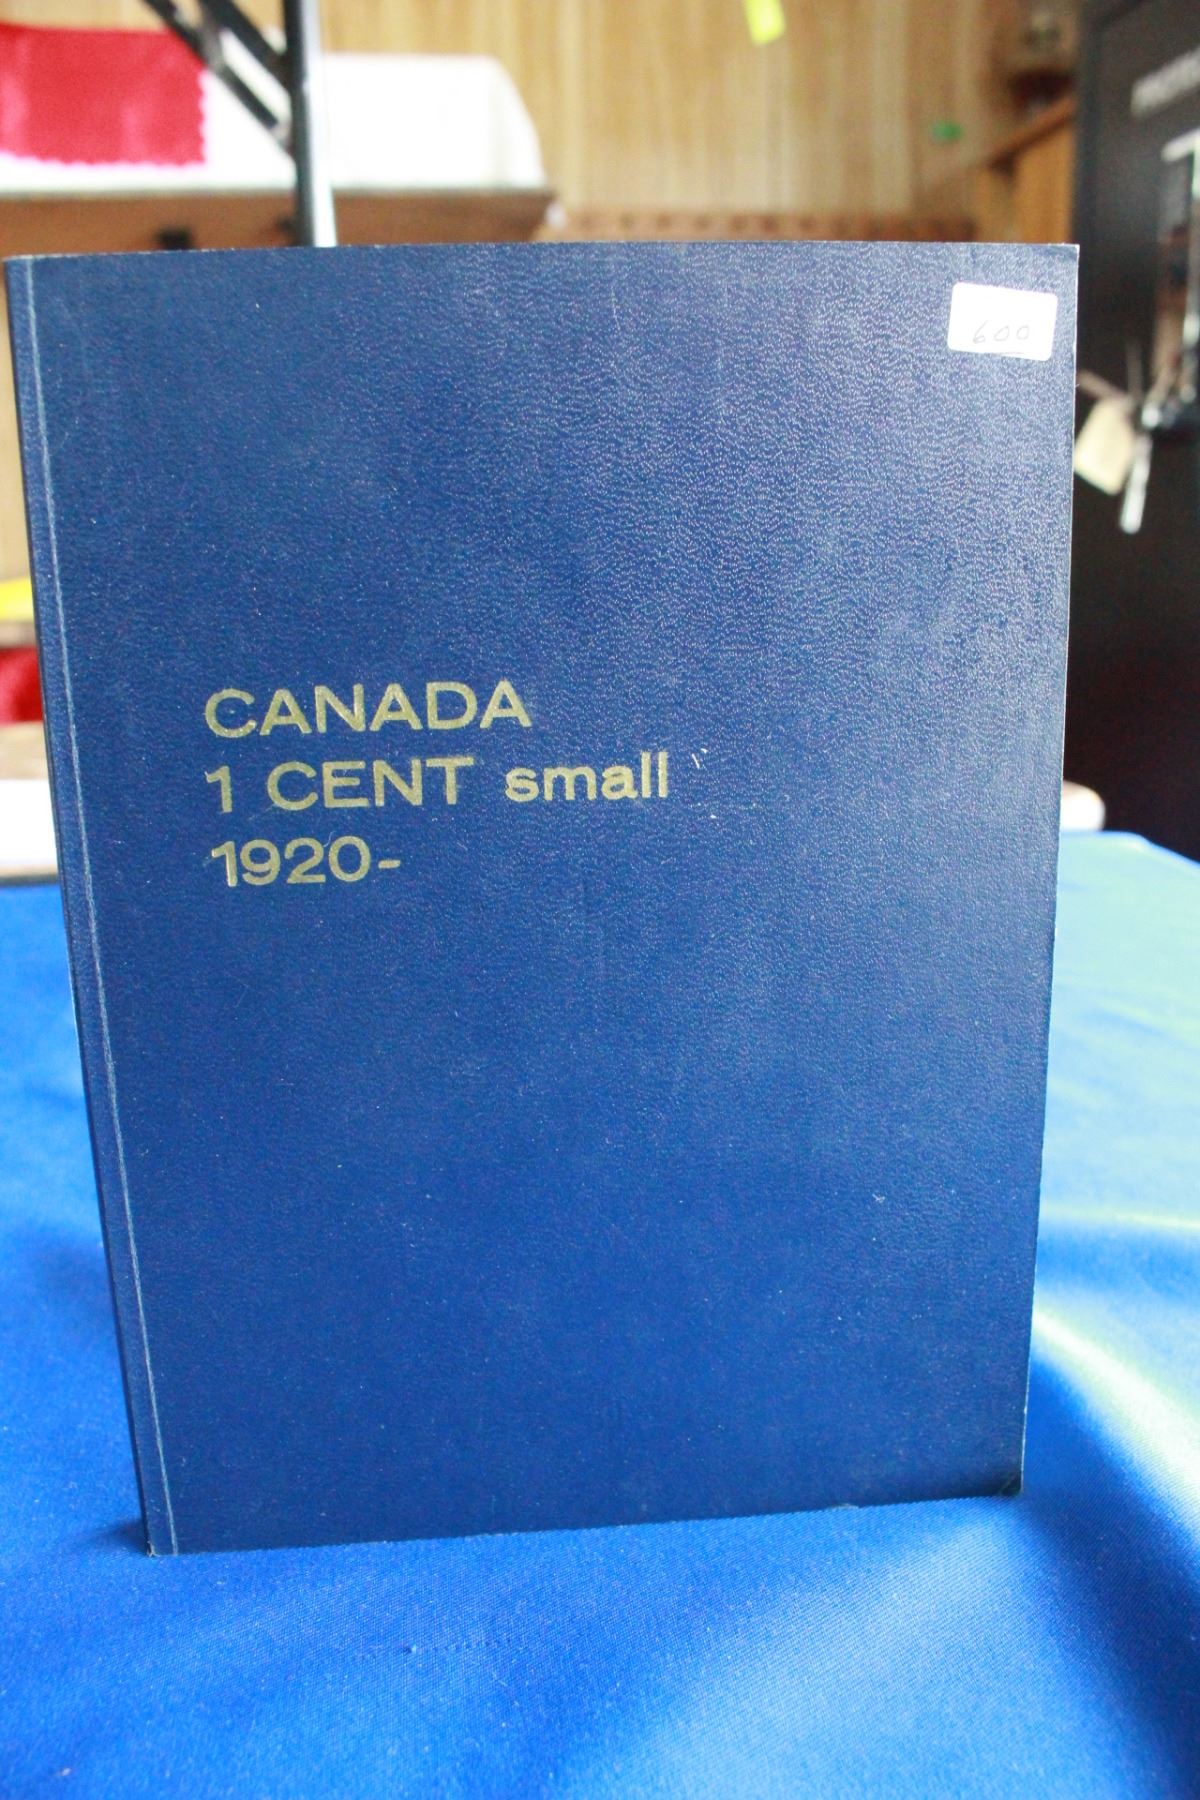 600
CANADA
1 CENT small
1920-